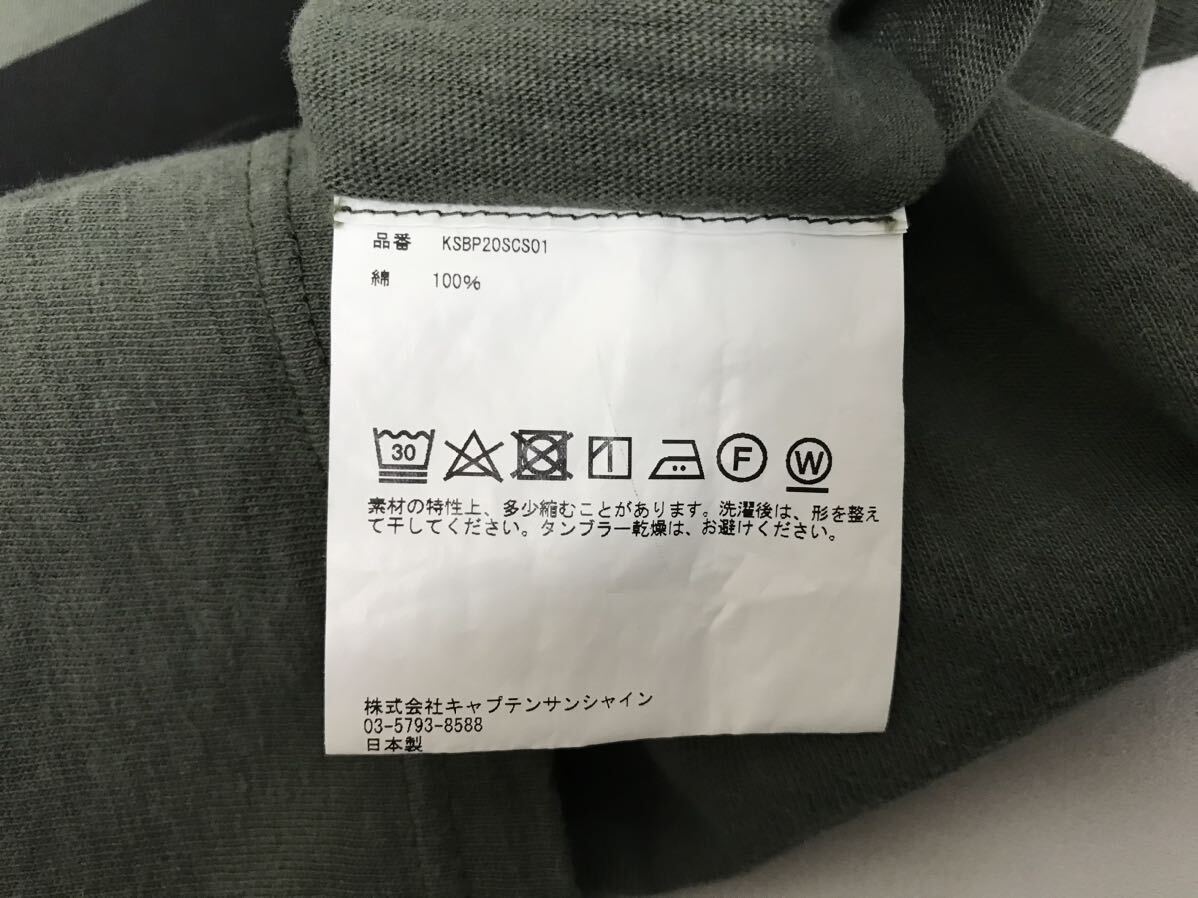 品番 KSBP20SCS01
綿 100%
30 F W
素材の特性上、多少縮むことがあります。洗濯後は、形を整え
て干してください。タンブラー乾燥は、お避けください。
株式会社キャプテンサンシャイン
03-5793-8588
日本製